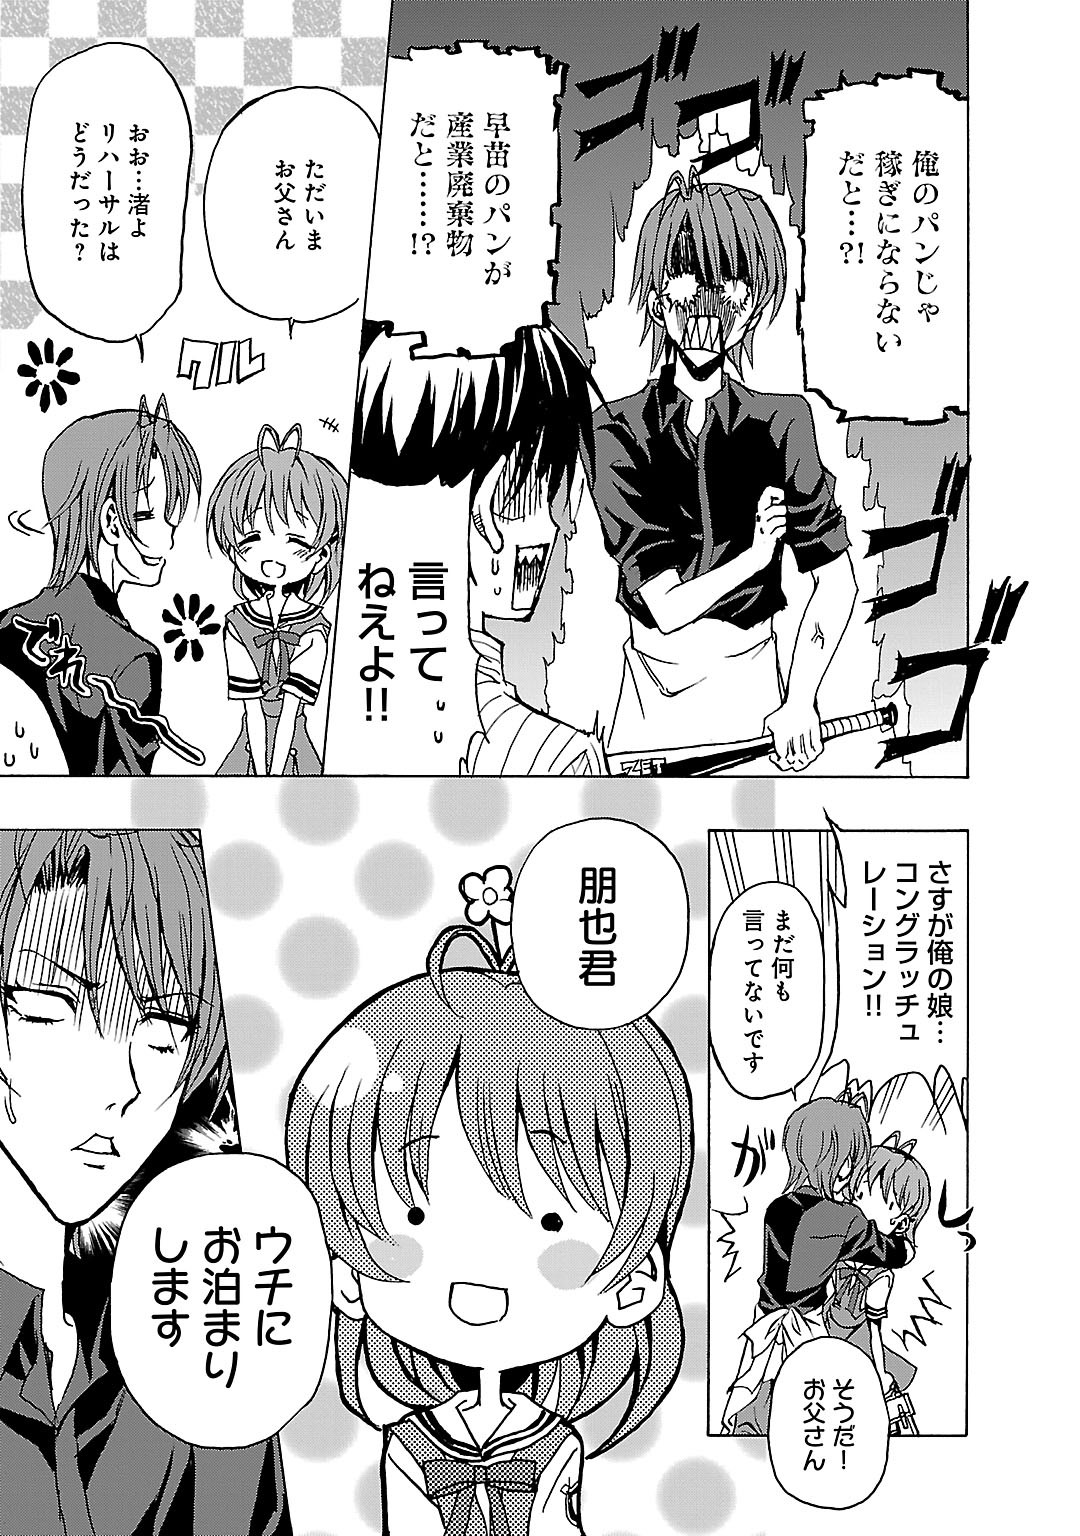 俺のパンじゃ
稼ぎにならない
だと…?!
ゴゴ
ゴゴ
早苗のパンが
産業廃棄物
だと……!?
言って
ねえよ!!
ただいま
お父さん
クルル
おお…渚よ
リハーサルは
どうだった?
でれ〜
さすが俺の娘…
コングラッチュ
レーション!!
まだ何も
言ってないです
がしっ
そうだ!
お父さん
朋也君
ウチに
お泊まり
します